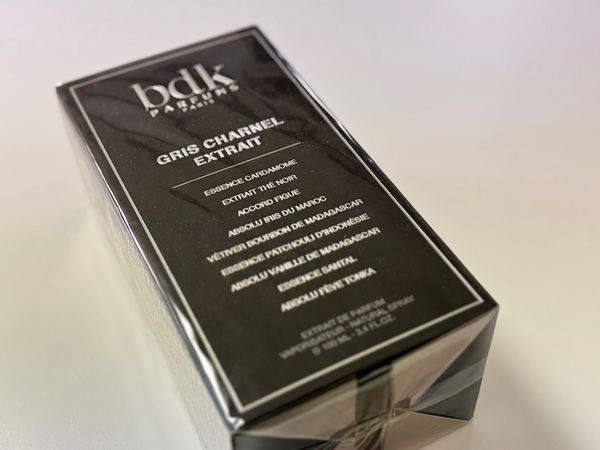 bdk
PARFUMS
PARIS
GRIS CHARNEL
EXTRAIT
ESSENCE CARDAMOME
EXTRAIT THÉ NOIR
ACCORD FIGUE
ABSOLU IRIS DU MAROC
VÉTIVER BOURBON DE MADAGASCAR
ESSENCE PATCHOULI D'INDONÉSIE
ABSOLU VANILLE DE MADAGASCAR
ESSENCE SANTAL
ABSOLU FÈVE TONKA
EXTRAIT DE PARFUM
VAPORISATEUR - NATURAL SPRAY
℮ 100 ML - 3.4 FL.OZ.